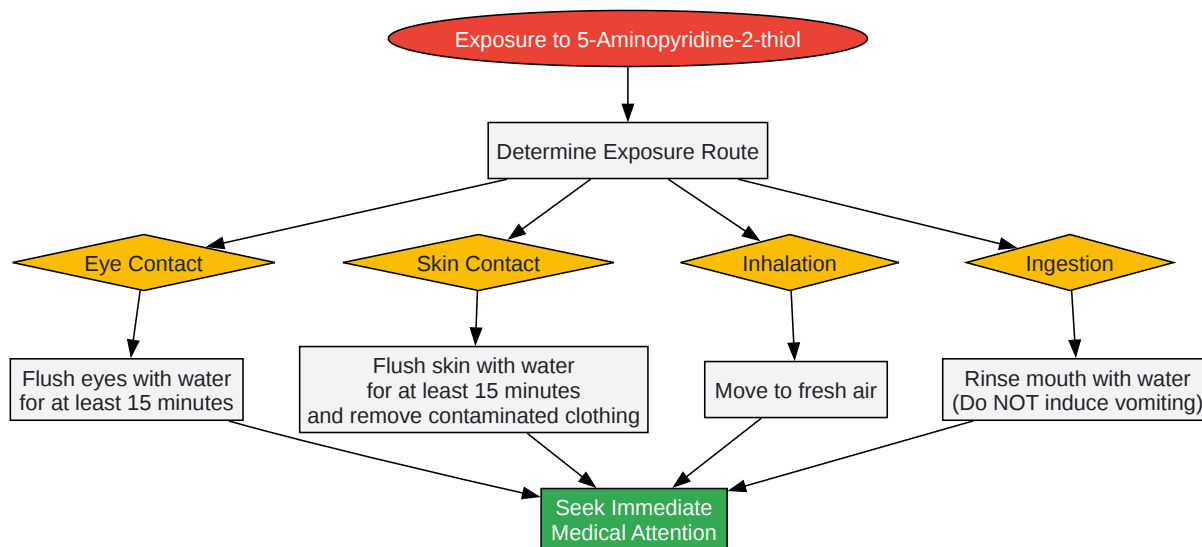 Exposure to 5-Aminopyridine-2-thiol
Determine Exposure Route
Eye Contact
Skin Contact
Inhalation
Ingestion
Flush eyes with water
for at least 15 minutes
Flush skin with water
for at least 15 minutes
and remove contaminated clothing
Move to fresh air
Rinse mouth with water
(Do NOT induce vomiting)
Seek Immediate
Medical Attention